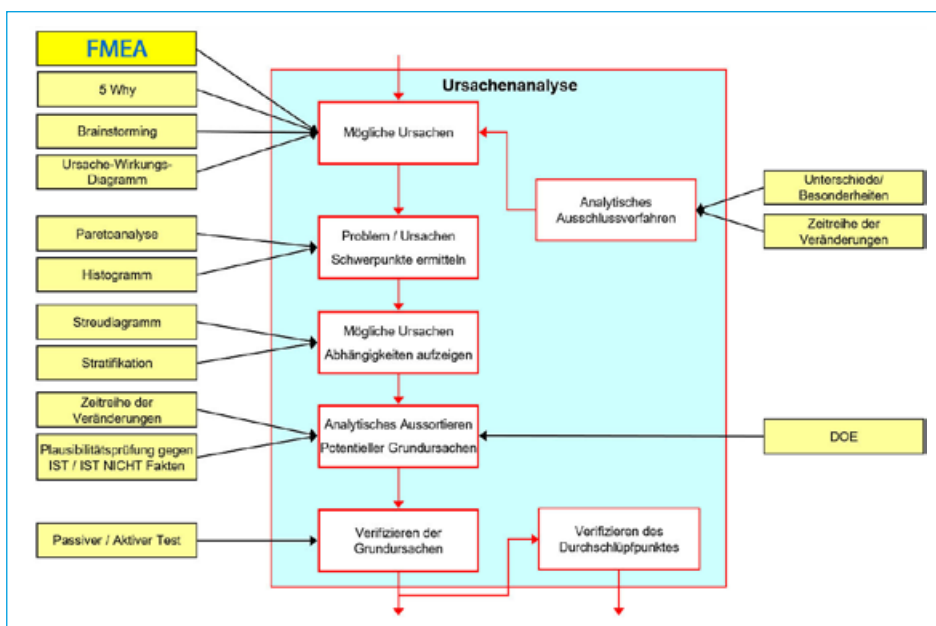 FMEA
5 Why
Brainstorming
Ursache-Wirkungs-
Diagramm
Paretoanalyse
Histogramm
Streudiagramm
Stratifikation
Zeitreihe der
Veränderungen
Plausibilitätsprüfung gegen
IST / IST NICHT Fakten
Passiver / Aktiver Test
Ursachenanalyse
Mögliche Ursachen
Problem / Ursachen
Schwerpunkte ermitteln
Mögliche Ursachen
Abhängigkeiten aufzeigen
Analytisches Aussortieren
Potentieller Grundursachen
Verifizieren der
Grundursachen
Analytisches
Ausschlussverfahren
Verifizieren des
Durchschlüpfpunktes
Unterschiede/
Besonderheiten
Zeitreihe der
Veränderungen
DOE